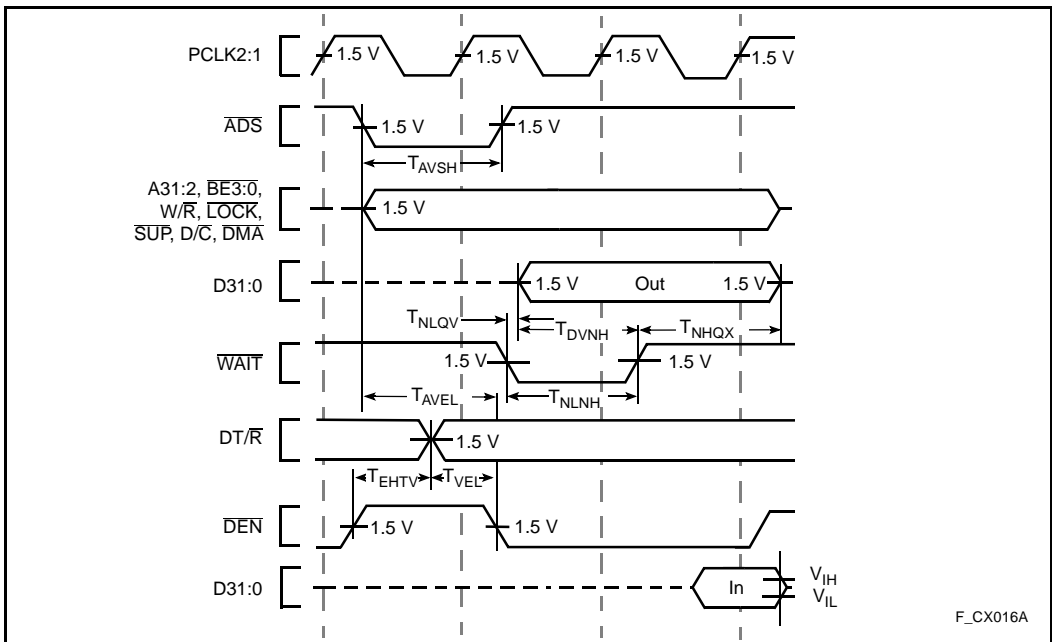 PCLK2:1 1.5 V 1.5 V 1.5 V 1.5 V
ADS 1.5 V 1.5 V
TAVSH
A31:2, BE3:0,
W/R, LOCK,
SUP, D/C, DMA
1.5 V
D31:0 1.5 V Out 1.5 V
TNLQV TDVNH TNHQX
WAIT 1.5 V 1.5 V
TAVEL TNLNH
DT/R 1.5 V
TEHTV TVEL
DEN 1.5 V 1.5 V
D31:0 In VIH
VIL
F_CX016A